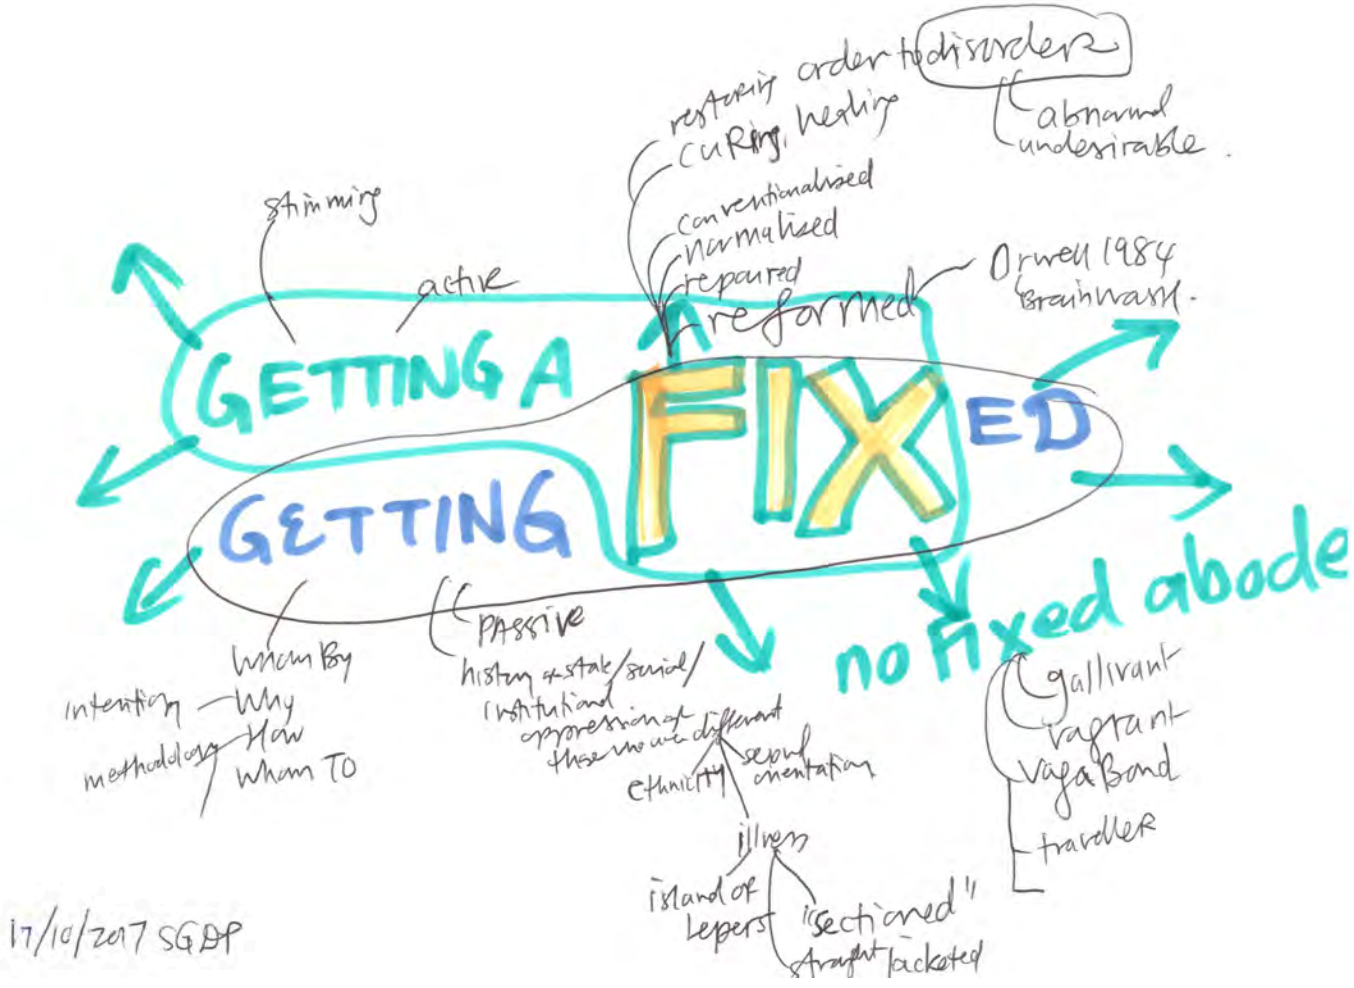 restoring order to disorders
curing, healing
abnormal
undesirable.
conventionalised
normalised
repaired
reformed
Orwell 1984
Brainwash.
stimming
active
GETTING A
FIXED
GETTING
no fixed abode
gallivant
vagrant
vagaBond
traveller
PASSIVE
history of state/social/
institutional
oppression of
those who are different
ethnicity
sexual
orientation
illness
island of
Lepers
"sectioned"
straight jacketed
whom By
intention
Why
methodology
How
whom TO
17/10/2017 SGDP